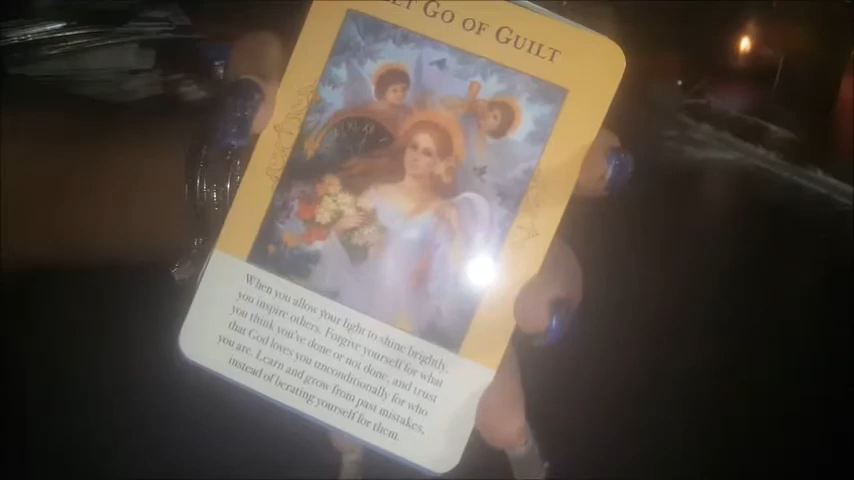 LET GO OF GUILT
When you allow your light to shine brightly,
you inspire others. Forgive yourself for what
you think you've done or not done, and trust
that God loves you unconditionally for who
you are. Learn and grow from past mistakes,
instead of berating yourself for them.